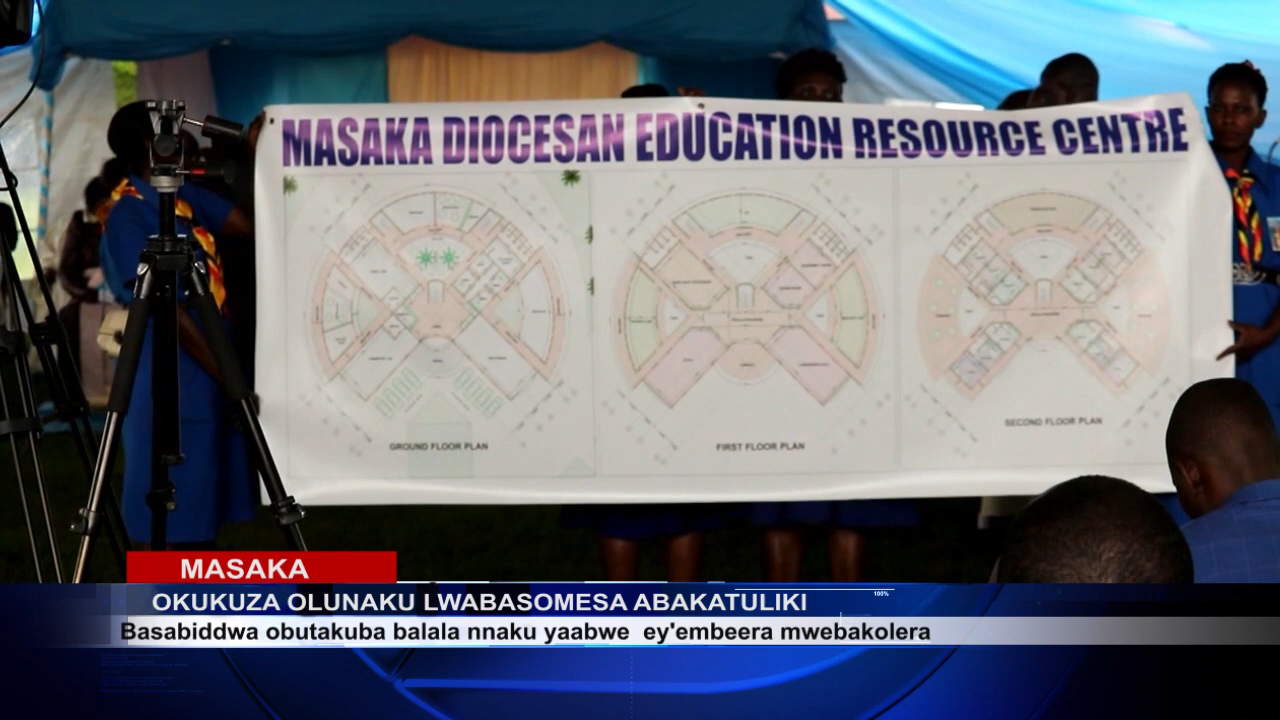 MASAKA DIOCESAN EDUCATION RESOURCE CENTRE
GROUND FLOOR PLAN
FIRST FLOOR PLAN
SECOND FLOOR PLAN
MASAKA
OKUKUZA OLUNAKU LWABASOMESA ABAKATULIKI
100%
Basabiddwa obutakuba balala nnaku yaabwe ey'embeera mwebakolera